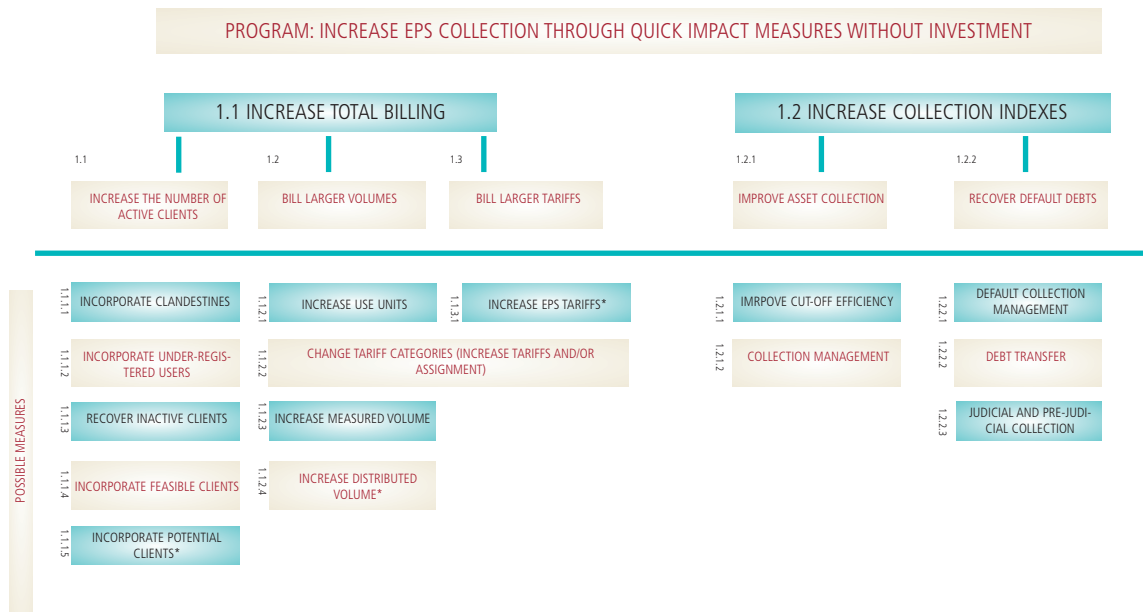 PROGRAM: INCREASE EPS COLLECTION THROUGH QUICK IMPACT MEASURES WITHOUT INVESTMENT
1.1 INCREASE TOTAL BILLING
1.2 INCREASE COLLECTION INDEXES
1.1
INCREASE THE NUMBER OF
ACTIVE CLIENTS
1.2
BILL LARGER VOLUMES
1.3
BILL LARGER TARIFFS
1.2.1
IMPROVE ASSET COLLECTION
1.2.2
RECOVER DEFAULT DEBTS
POSSIBLE MEASURES
1.1.1.1
INCORPORATE CLANDESTINES
1.1.1.2
INCORPORATE UNDER-REGIS-
TERED USERS
1.1.1.3
RECOVER INACTIVE CLIENTS
1.1.1.4
INCORPORATE FEASIBLE CLIENTS
1.1.1.5
INCORPORATE POTENTIAL
CLIENTS*
1.1.2.1
INCREASE USE UNITS
1.1.2.2
CHANGE TARIFF CATEGORIES (INCREASE TARIFFS AND/OR
ASSIGNMENT)
1.1.2.3
INCREASE MEASURED VOLUME
1.1.2.4
INCREASE DISTRIBUTED
VOLUME*
1.1.3.1
INCREASE EPS TARIFFS*
1.2.1.1
IMRPOVE CUT-OFF EFFICIENCY
1.2.1.2
COLLECTION MANAGEMENT
1.2.2.1
DEFAULT COLLECTION
MANAGEMENT
1.2.2.2
DEBT TRANSFER
1.2.2.3
JUDICIAL AND PRE-JUDI-
CIAL COLLECTION